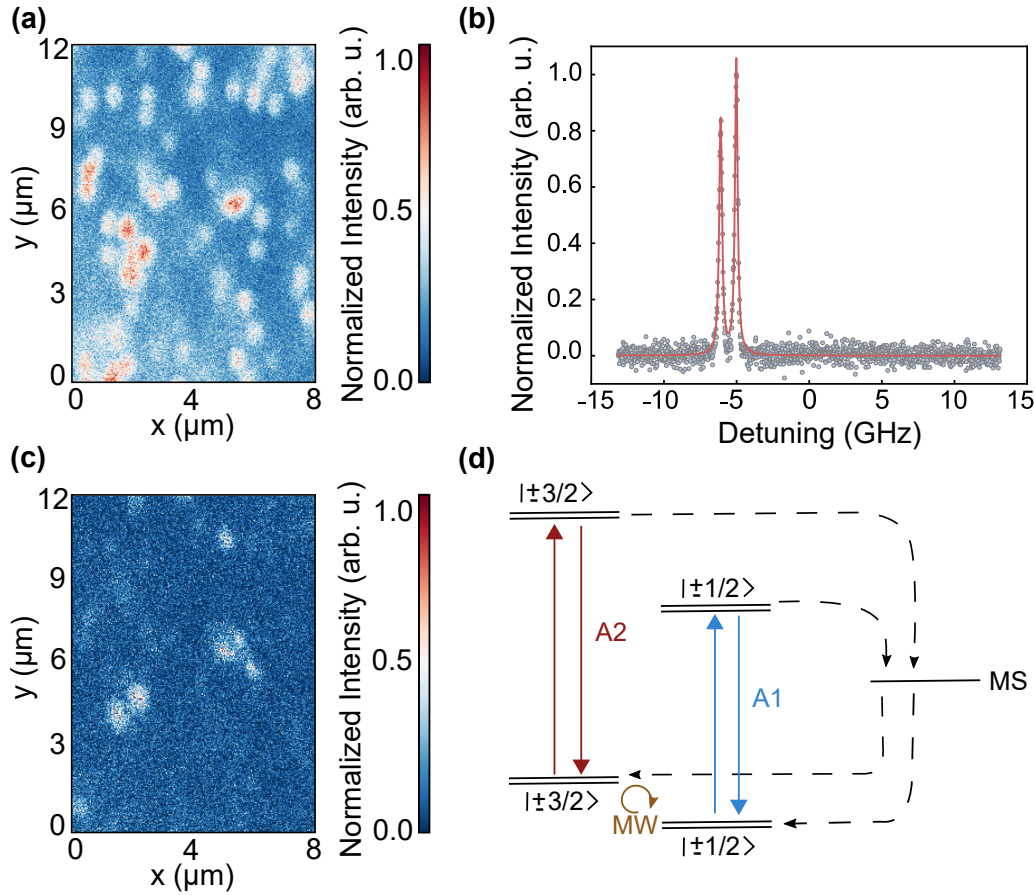 (a)
12
9
6
3
0
y (µm)
0
4
8
x (µm)
1.0
0.5
0.0
Normalized Intensity (arb. u.)
(b)
1.0
0.8
0.6
0.4
0.2
0.0
Normalized Intensity (arb. u.)
-15
-10
-5
0
5
10
15
Detuning (GHz)
(c)
12
9
6
3
0
y (µm)
0
4
8
x (µm)
1.0
0.5
0.0
Normalized Intensity (arb. u.)
(d)
|±3/2>
|±1/2>
A2
A1
MS
|±3/2>
MW
|±1/2>